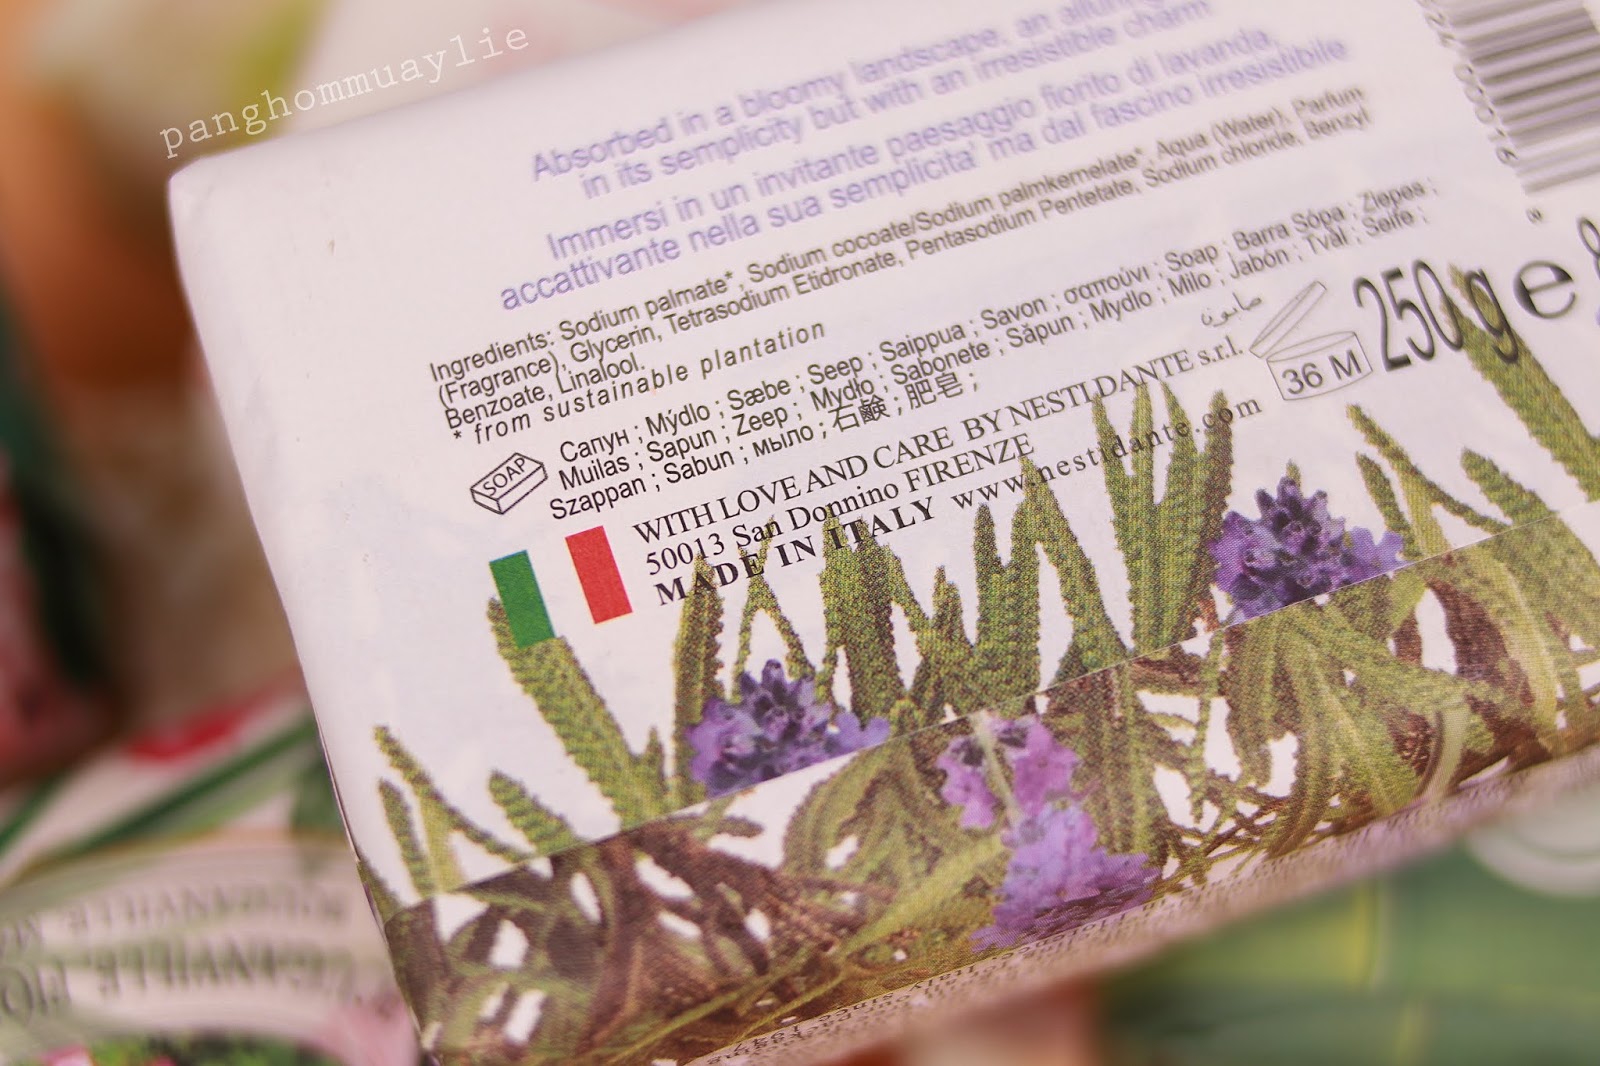 panghommuaylie
Absorbed in a bloomy landscape, an
in its semplicity but with an irresistible charm
Immersi in un invitante paesaggio fiorito di lavanda,
accattivante nella sua semplicita' ma dal fascino irresistibile
Ingredients: Sodium palmate*, Sodium cocoate/Sodium palmkernelate*, Aqua (Water), Parfum
(Fragrance), Glycerin, Tetrasodium Etidronate, Pentasodium Pentetate, Sodium chloride, Benzyl
Benzoate, Linalool.
* from sustainable plantation
SOAP
Сапун ; Mýdlo ; Sæbe ; Seep ; Saippua ; Savon ; σαπούνι ; Soap ; Barra Sópa ; Zlepes ;
Muilas ; Sapun ; Zeep ; Mydło ; Sabonete ; Săpun ; Mydlo ; Milo ; Jabón ; Tvål ; Seife ;
Szappan ; Sabun ; мыло ; 石鹸 ; 肥皂 ;
صابونة
WITH LOVE AND CARE BY NESTI DANTE s.r.l.
50013 San Donnino FIRENZE
MADE IN ITALY www.nestidante.com
36 M
250 g e